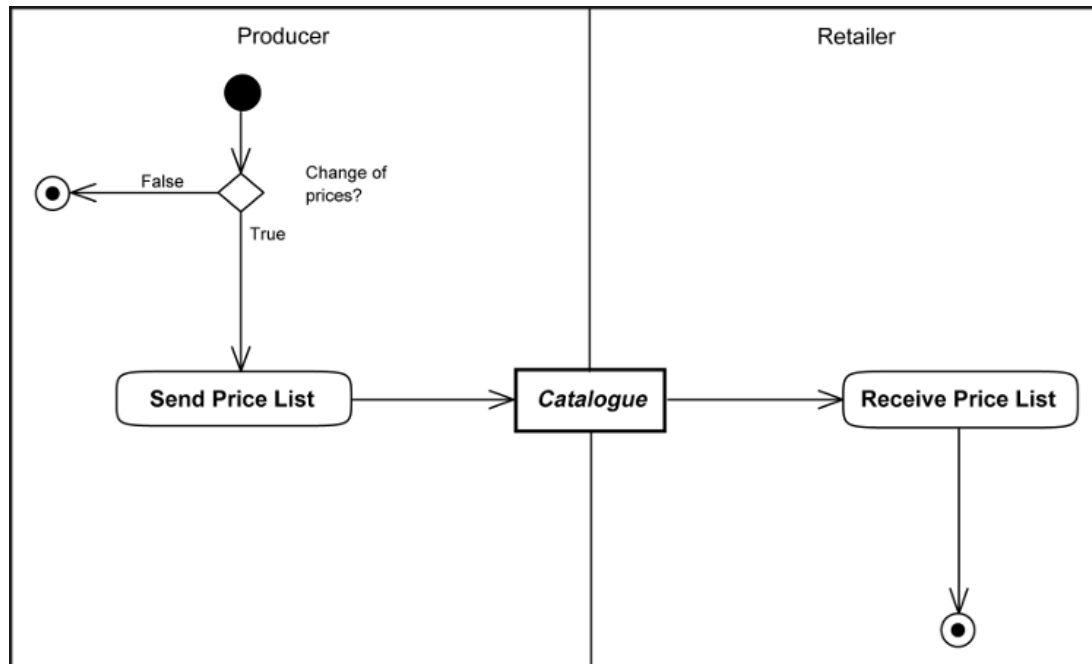 Producer
Retailer
Change of
prices?
False
True
Send Price List
Catalogue
Receive Price List